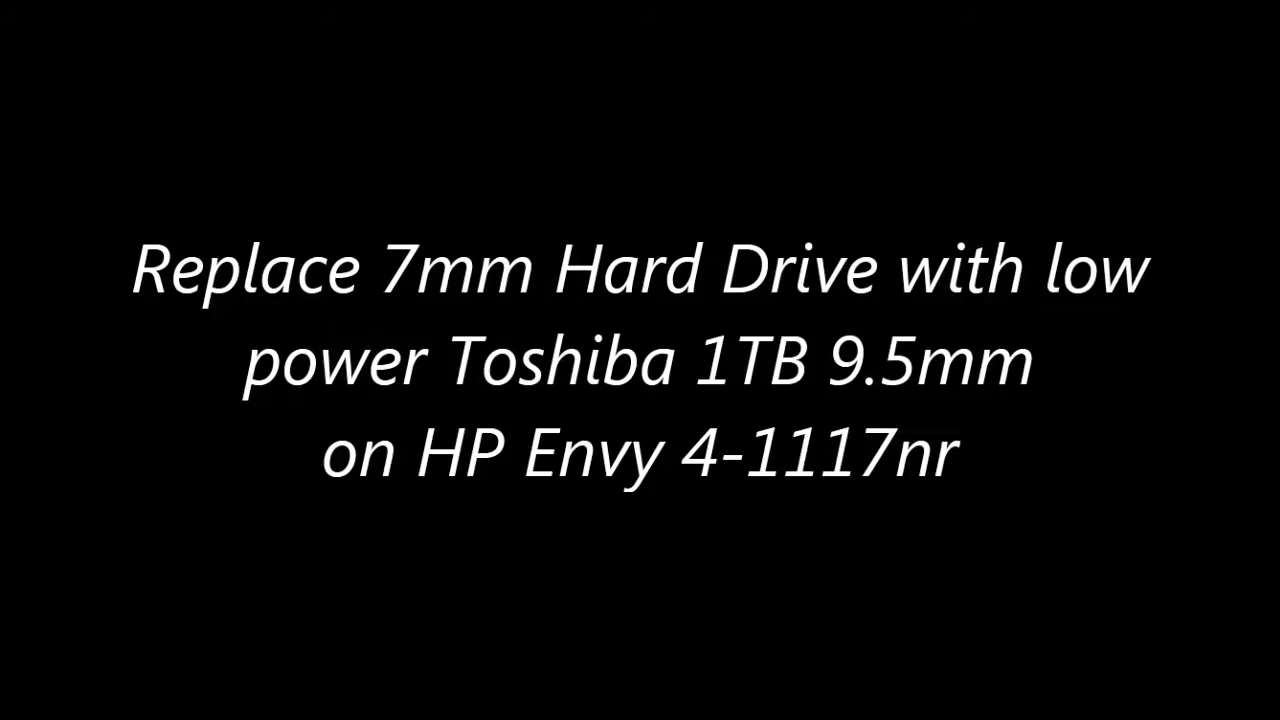 Replace 7mm Hard Drive with low
power Toshiba 1TB 9.5mm
on HP Envy 4-1117nr